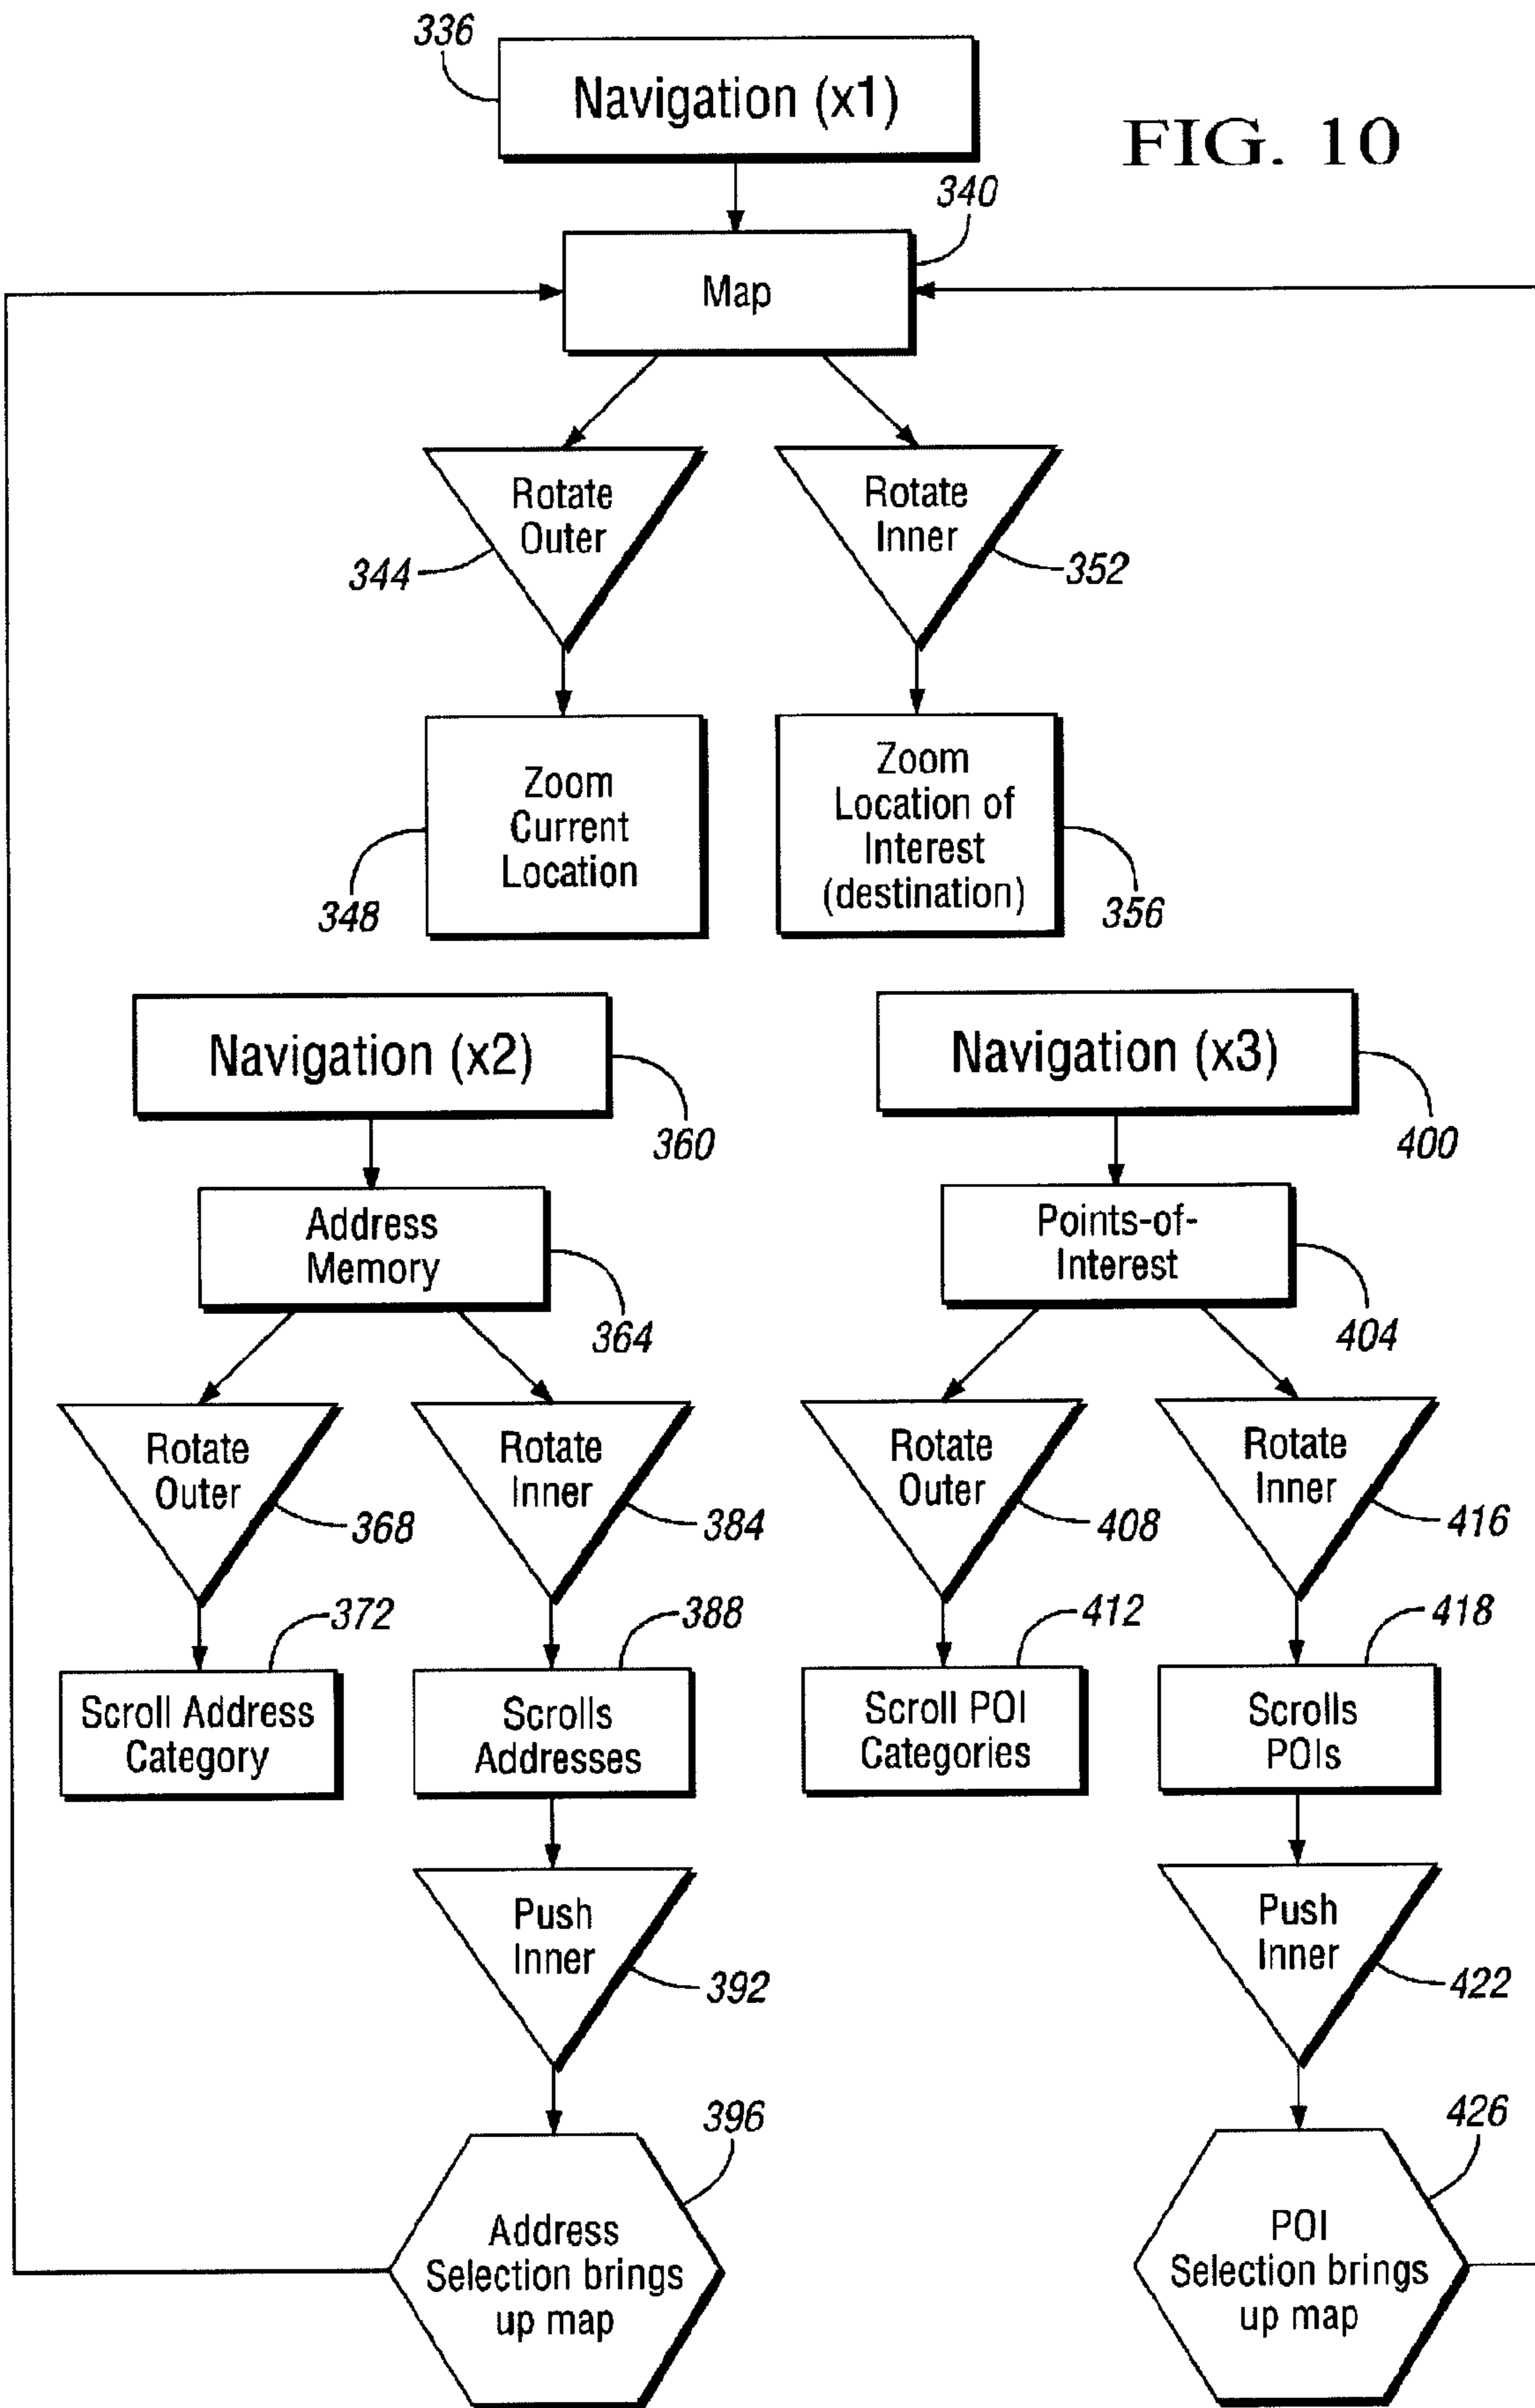 336
Navigation (x1)
FIG. 10
340
Map
Rotate
Outer
344
Rotate
Inner
352
Zoom
Current
Location
348
Zoom
Location of
Interest
(destination)
356
Navigation (x2)
360
Navigation (x3)
400
Address
Memory
364
Points-of-
Interest
404
Rotate
Outer
368
Rotate
Inner
384
Rotate
Outer
408
Rotate
Inner
416
372
Scroll Address
Category
388
Scrolls
Addresses
412
Scroll POI
Categories
418
Scrolls
POIs
Push
Inner
392
Push
Inner
422
396
Address
Selection brings
up map
426
POI
Selection brings
up map